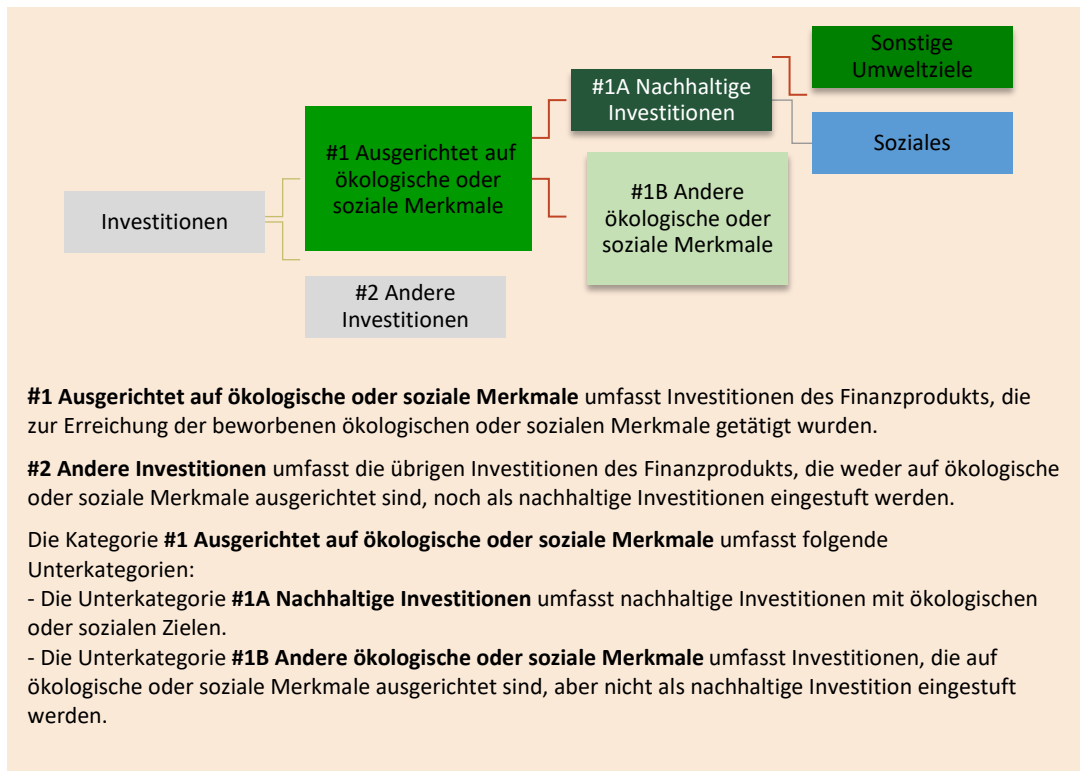 Sonstige
Umweltziele
#1A Nachhaltige
Investitionen
#1 Ausgerichtet auf
ökologische oder
soziale Merkmale
Soziales
#1B Andere
ökologische oder
soziale Merkmale
Investitionen
#2 Andere
Investitionen
#1 Ausgerichtet auf ökologische oder soziale Merkmale umfasst Investitionen des Finanzprodukts, die
zur Erreichung der beworbenen ökologischen oder sozialen Merkmale getätigt wurden.
#2 Andere Investitionen umfasst die übrigen Investitionen des Finanzprodukts, die weder auf ökologische
oder soziale Merkmale ausgerichtet sind, noch als nachhaltige Investitionen eingestuft werden.
Die Kategorie #1 Ausgerichtet auf ökologische oder soziale Merkmale umfasst folgende
Unterkategorien:
- Die Unterkategorie #1A Nachhaltige Investitionen umfasst nachhaltige Investitionen mit ökologischen
oder sozialen Zielen.
- Die Unterkategorie #1B Andere ökologische oder soziale Merkmale umfasst Investitionen, die auf
ökologische oder soziale Merkmale ausgerichtet sind, aber nicht als nachhaltige Investition eingestuft
werden.